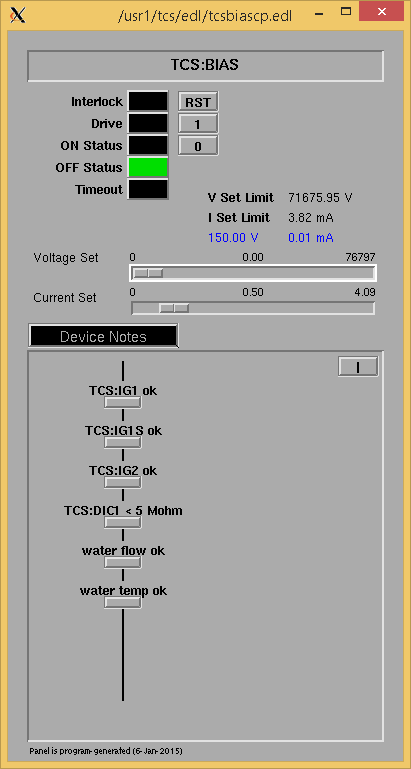 /usr1/tcs/edl/tcsbiascp.edl
TCS:BIAS
Interlock RST
Drive 1
ON Status 0
OFF Status
Timeout
V Set Limit 71675.95 V
I Set Limit 3.82 mA
150.00 V 0.01 mA
Voltage Set 0 0.00 76797
Current Set 0 0.50 4.09
Device Notes
I
TCS:IG1 ok
TCS:IG1S ok
TCS:IG2 ok
TCS:DIC1 < 5 Mohm
water flow ok
water temp ok
Panel is program-generated (6-Jan-2015)